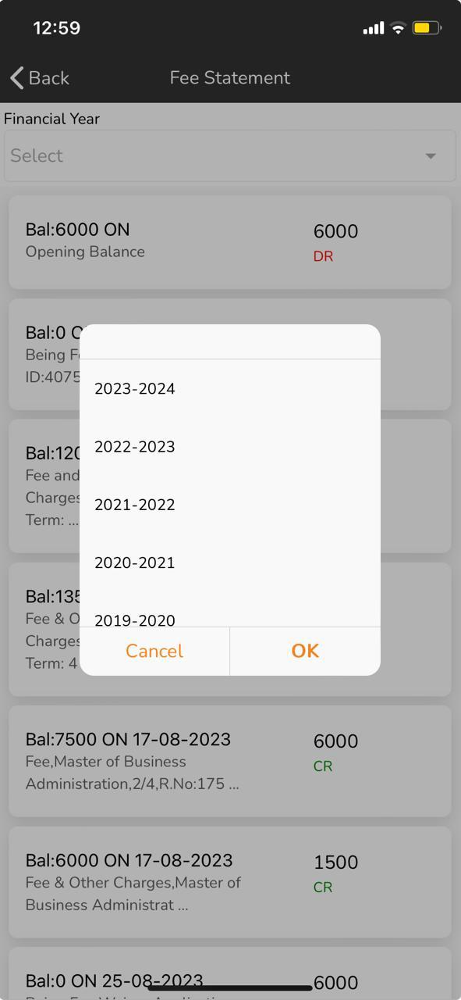 12:59
Back
Fee Statement
Financial Year
Select
Bal:6000 ON
6000
Opening Balance
DR
Bal:0
Being
ID:4075
2023-2024
2022-2023
Bal:120
Fee and
Charges
2021-2022
Term: ...
2020-2021
Bal:135
Fee & O
2019-2020
Charges
Cancel
OK
Term: 4
Bal:7500 ON 17-08-2023
6000
Fee,Master of Business
CR
Administration,2/4,R.No:175 ...
Bal:6000 ON 17-08-2023
1500
Fee & Other Charges,Master of
CR
Business Administrat ...
Bal:0 ON 25-08-2023
6000